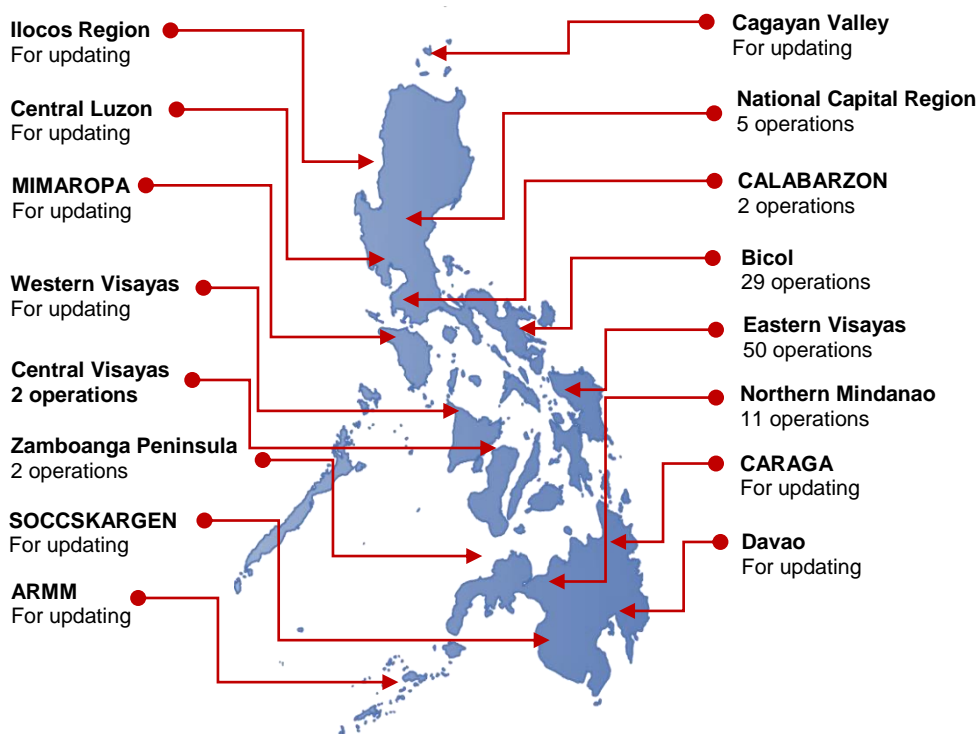 Ilocos Region
For updating
Central Luzon
For updating
MIMAROPA
For updating
Western Visayas
For updating
Central Visayas
2 operations
Zamboanga Peninsula
2 operations
SOCCSKARGEN
For updating
ARMM
For updating
Cagayan Valley
For updating
National Capital Region
5 operations
CALABARZON
2 operations
Bicol
29 operations
Eastern Visayas
50 operations
Northern Mindanao
11 operations
CARAGA
For updating
Davao
For updating